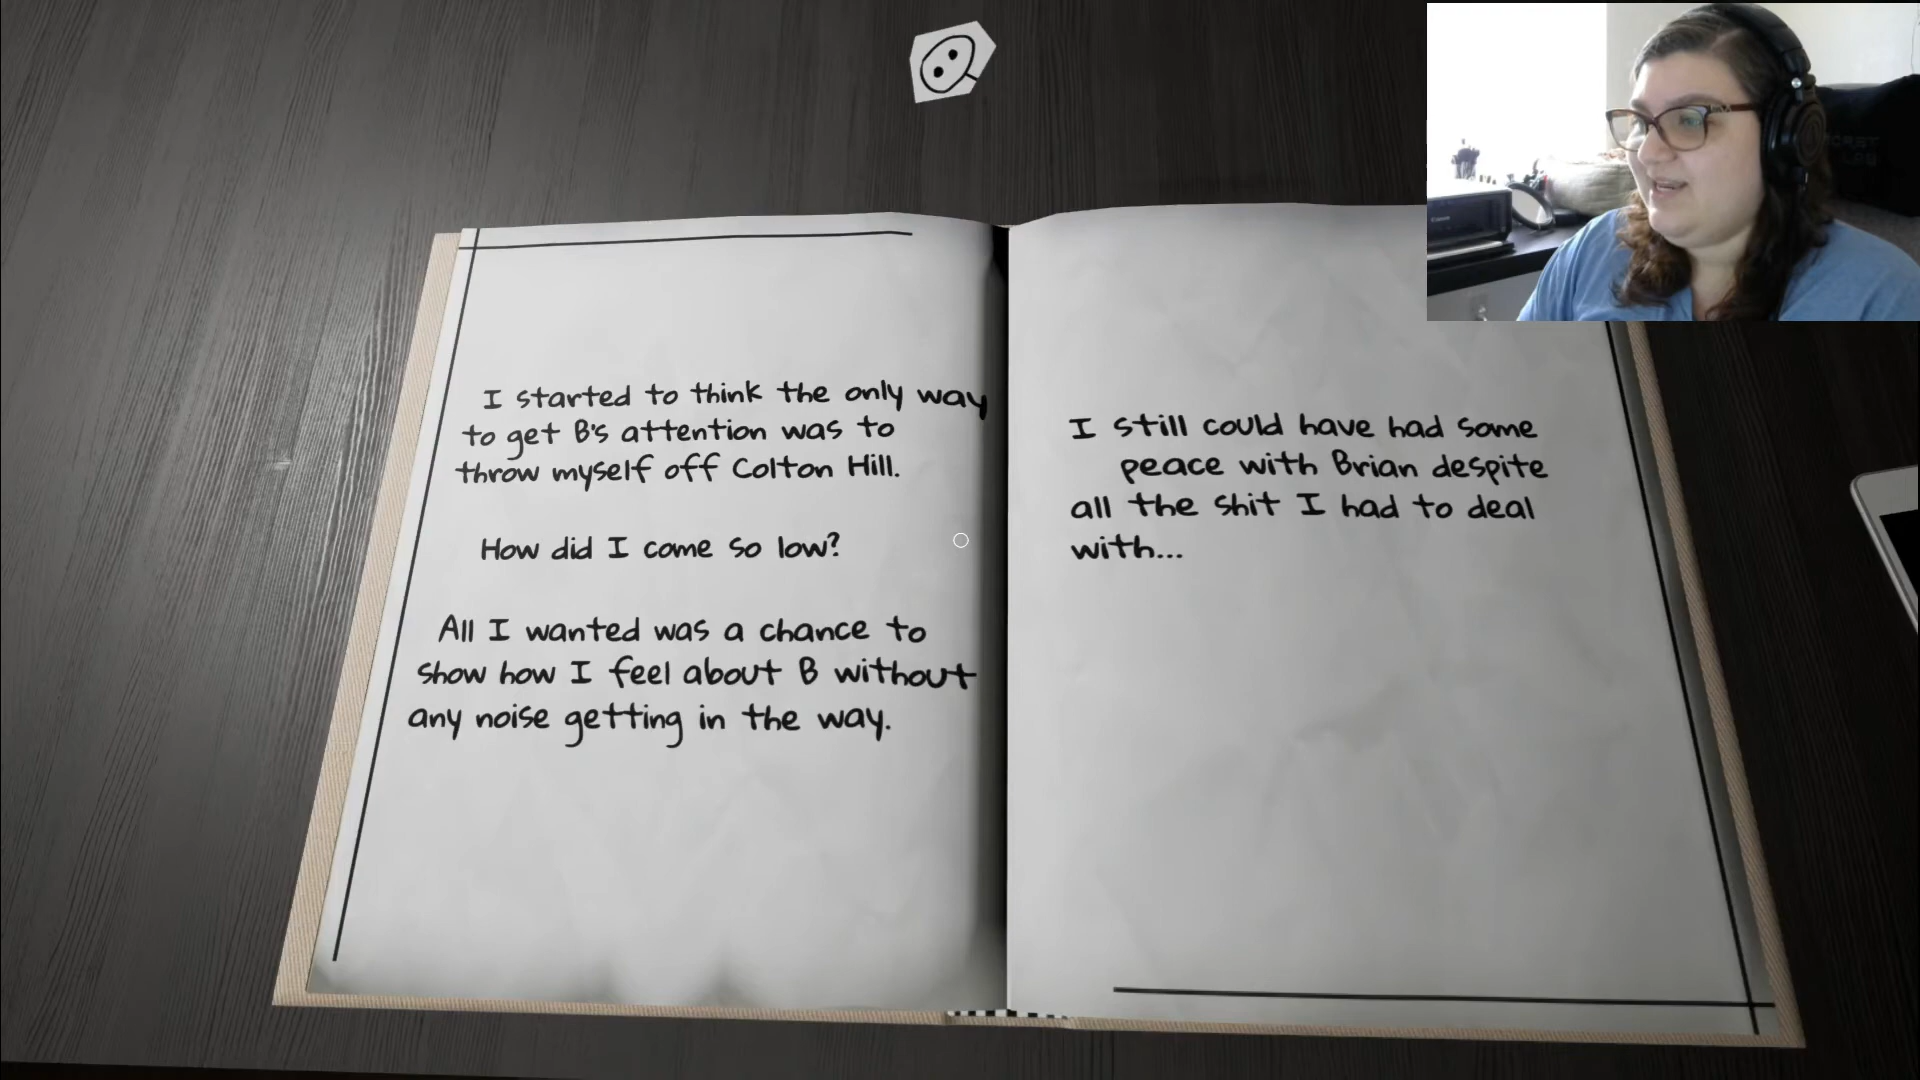 I started to think the only way
to get B's attention was to
throw myself off Colton Hill.
How did I come so low?
All I wanted was a chance to
show how I feel about B without
any noise getting in the way.
I still could have had some
peace with Brian despite
all the shit I had to deal
with...
Canon